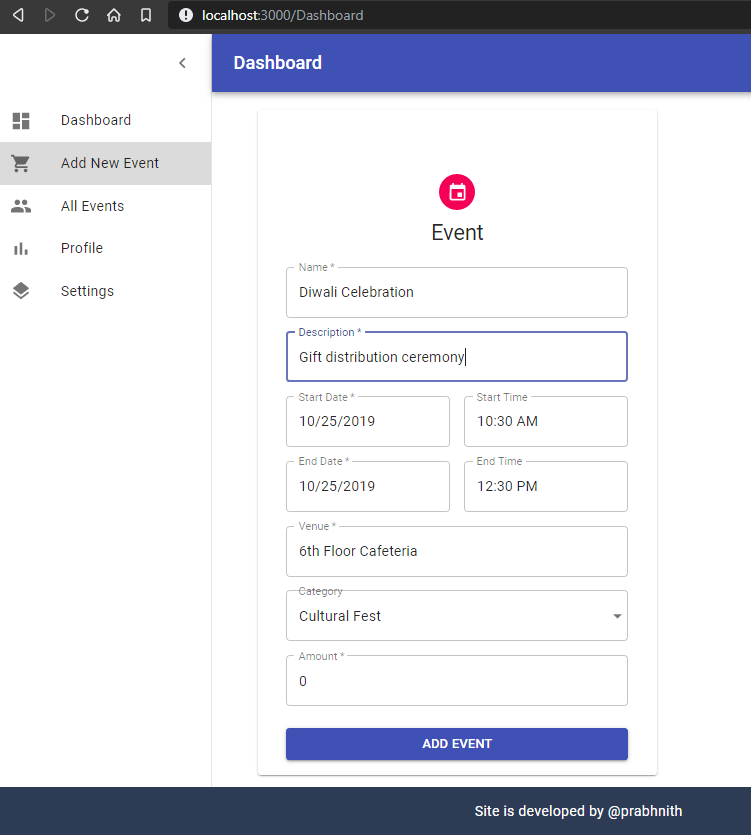 localhost:3000/Dashboard
Dashboard
Dashboard
Add New Event
All Events
Profile
Settings
Event
Name *
Diwali Celebration
Description *
Gift distribution ceremony
Start Date *
Start Time
10/25/2019
10:30 AM
End Date *
End Time
10/25/2019
12:30 PM
Venue *
6th Floor Cafeteria
Category
Cultural Fest
Amount *
0
ADD EVENT
Site is developed by @prabhnith